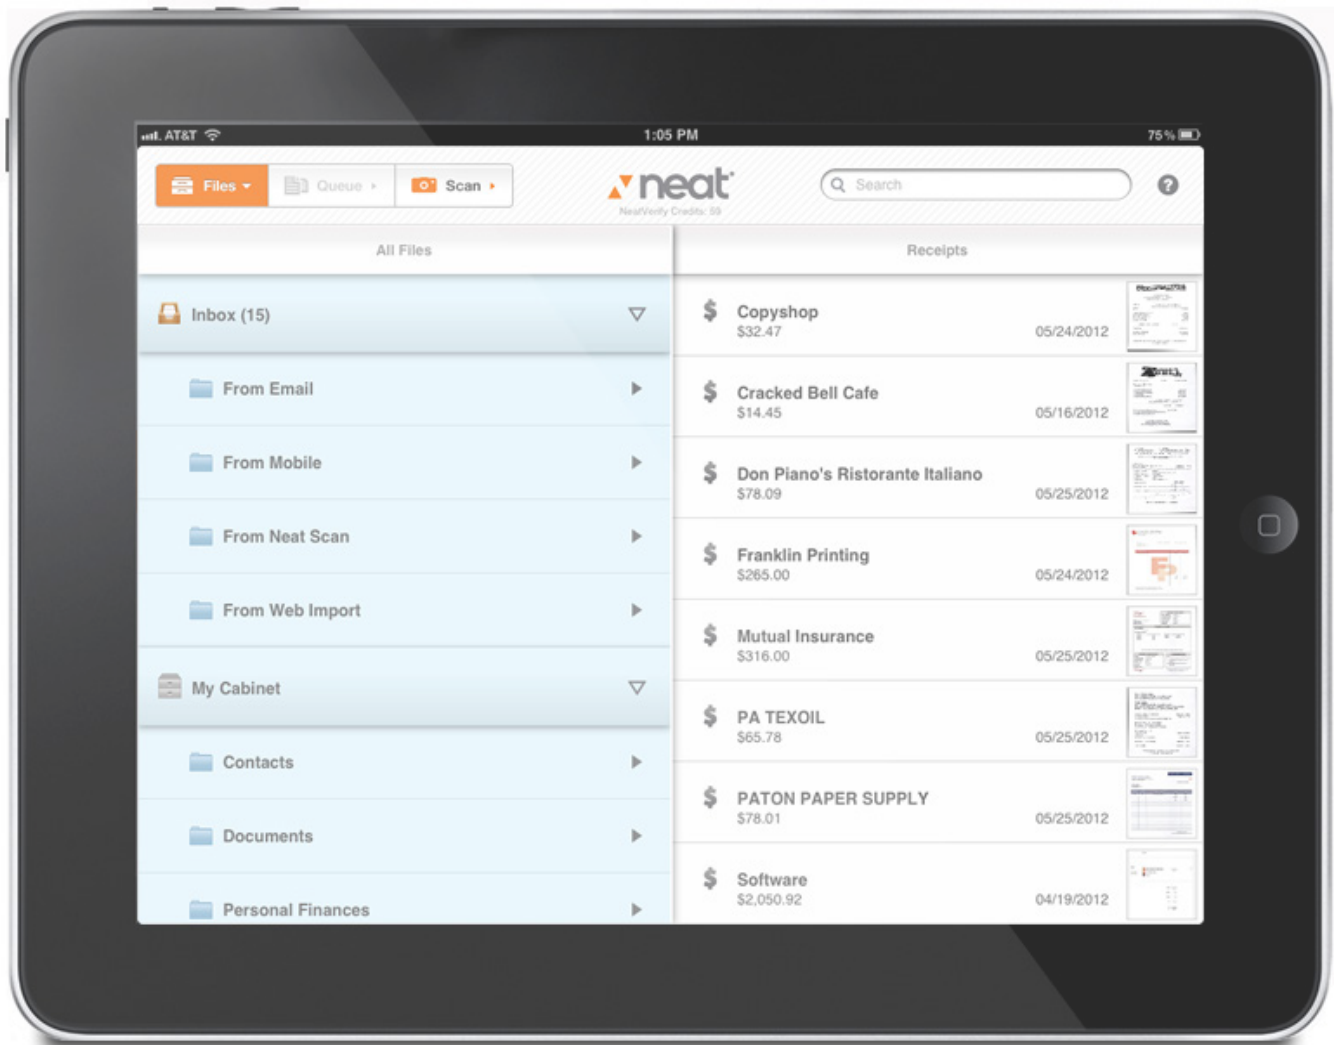 AT&T
1:05 PM
75%
Files
Queue
Scan
neat
NeatVerify Credits: 59
Search
?
All Files
Receipts
Inbox (15)
From Email
From Mobile
From Neat Scan
From Web Import
My Cabinet
Contacts
Documents
Personal Finances
$ Copyshop
$32.47
05/24/2012
$ Cracked Bell Cafe
$14.45
05/16/2012
$ Don Piano's Ristorante Italiano
$78.09
05/25/2012
$ Franklin Printing
$265.00
05/24/2012
$ Mutual Insurance
$316.00
05/25/2012
$ PA TEXOIL
$65.78
05/25/2012
$ PATON PAPER SUPPLY
$78.01
05/25/2012
$ Software
$2,050.92
04/19/2012